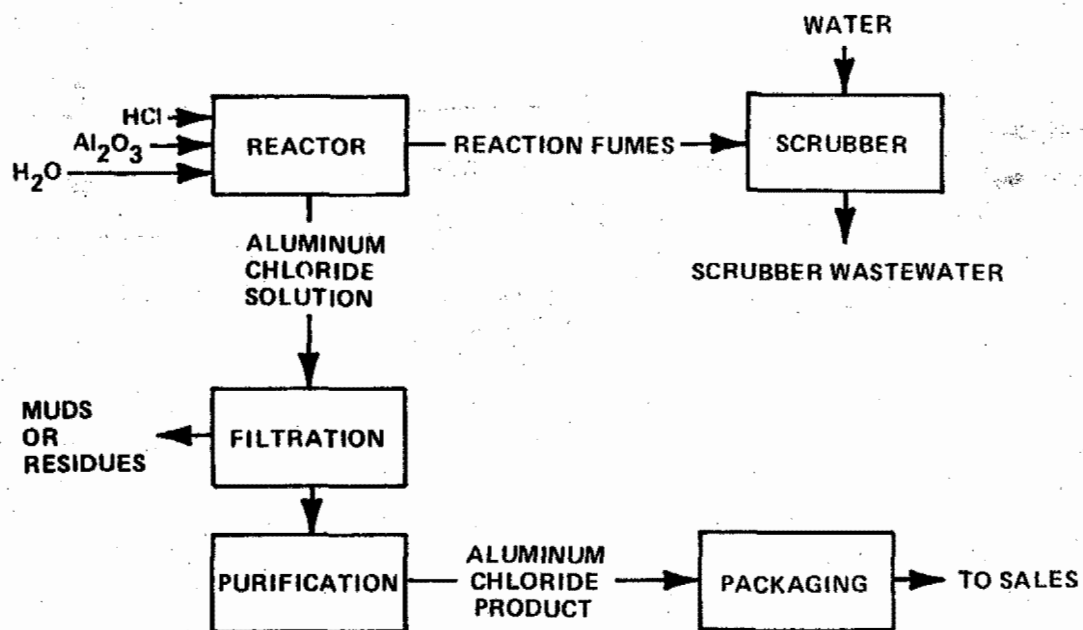 WATER
HCl
Al₂O₃
H₂O
REACTOR
REACTION FUMES
SCRUBBER
ALUMINUM
CHLORIDE
SOLUTION
SCRUBBER WASTEWATER
MUDS
OR
RESIDUES
FILTRATION
PURIFICATION
ALUMINUM
CHLORIDE
PRODUCT
PACKAGING
TO SALES